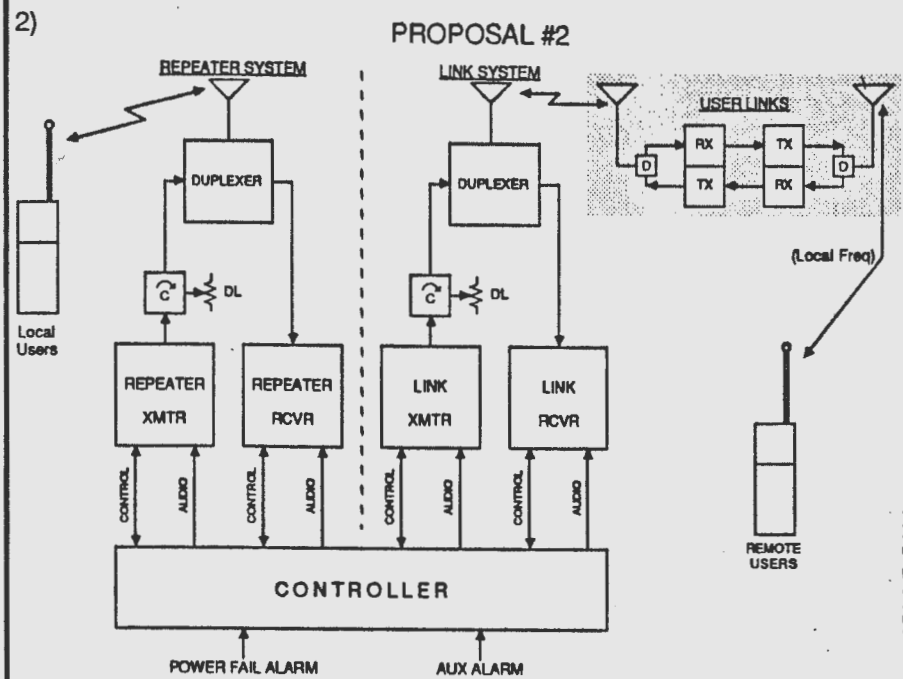 2)
PROPOSAL #2
REPEATER SYSTEM
LINK SYSTEM
USER LINKS
DUPLEXER
DUPLEXER
RX
TX
TX
RX
D
D
C
DL
C
DL
(Local Freq)
Local
Users
REPEATER
XMTR
REPEATER
RCVR
LINK
XMTR
LINK
RCVR
CONTROL
AUDIO
CONTROL
AUDIO
CONTROL
AUDIO
CONTROL
AUDIO
REMOTE
USERS
CONTROLLER
POWER FAIL ALARM
AUX ALARM